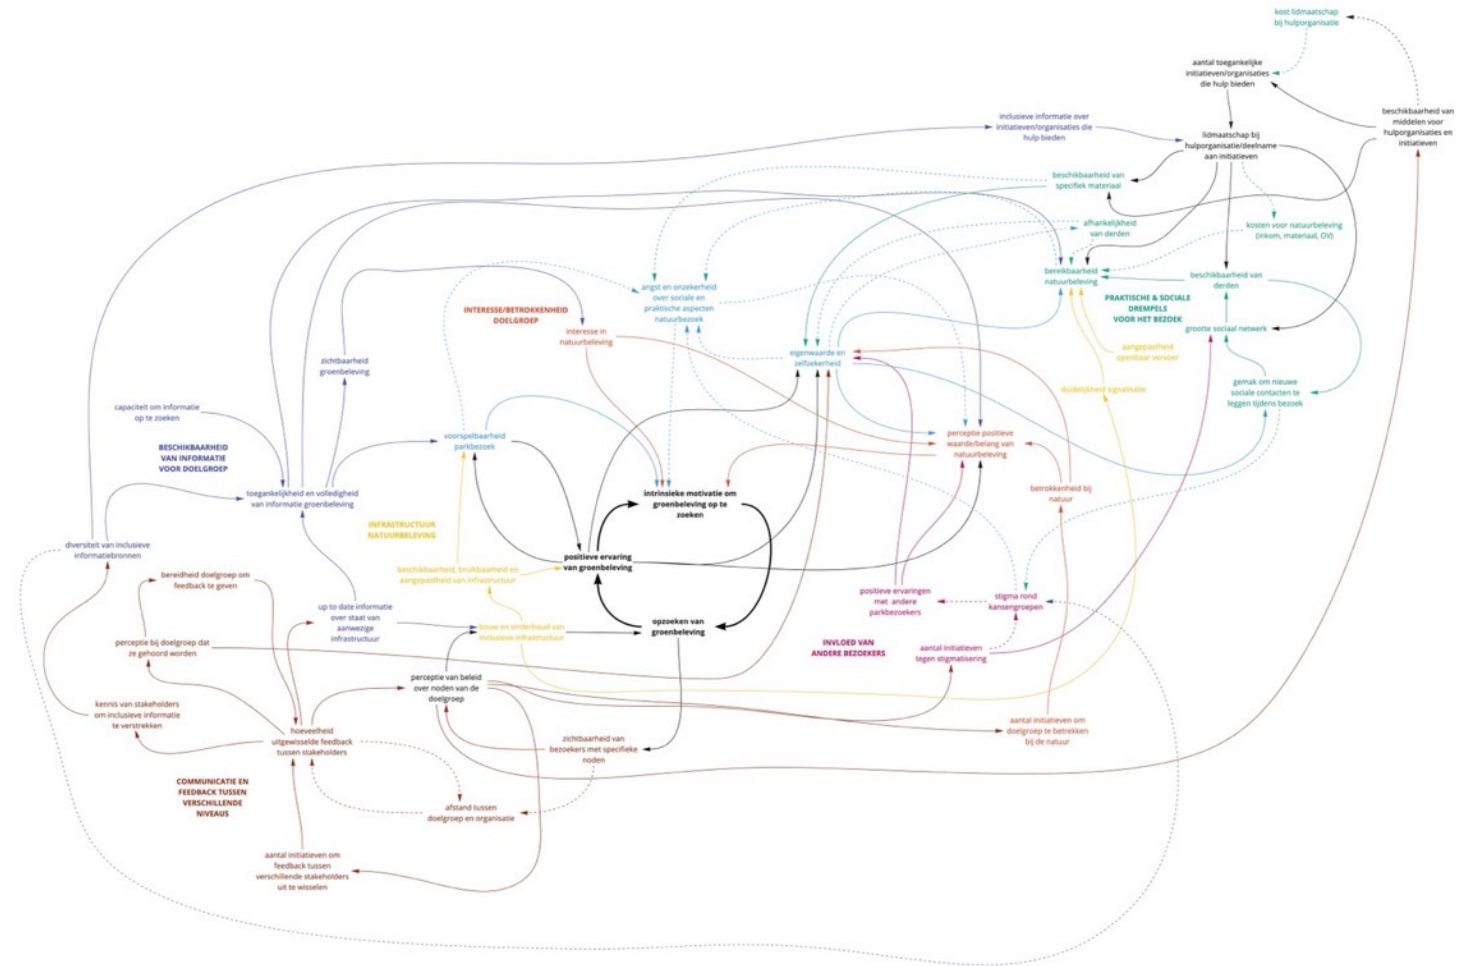 kost lidmaatschap
bij hulporganisatie
aantal toegankelijke
initiatieven/organisaties
die hulp bieden
beschikbaarheid van
middelen voor
hulporganisaties en
initiatieven
inclusieve informatie over
initiatieven/organisaties die
hulp bieden
lidmaatschap bij
hulporganisatie/deelname
aan initiatieven
beschikbaarheid van
specifiek materiaal
afhankelijkheid
van derden
kosten voor natuurbeleving
(inkom, materiaal, OV)
bereikbaarheid
natuurbeleving
beschikbaarheid van
derden
PRAKTISCHE & SOCIALE
DREMPELS
VOOR HET BEZOEK
grootte sociaal netwerk
angst en onzekerheid
over sociale en
praktische aspecten
natuurbezoek
INTERESSE/BETROKKENHEID
DOELGROEP
interesse in
natuurbeleving
eigenwaarde en
zelfzekerheid
aangepastheid
openbaar vervoer
zichtbaarheid
groenbeleving
duidelijkheid signalisatie
gemak om nieuwe
sociale contacten te
leggen tijdens bezoek
capaciteit om informatie
op te zoeken
BESCHIKBAARHEID
VAN INFORMATIE
VOOR DOELGROEP
voorspelbaarheid
parkbezoek
perceptie positieve
waarde/belang van
natuurbeleving
toegankelijkheid en volledigheid
van informatie groenbeleving
intrinsieke motivatie om
groenbeleving op te
zoeken
betrokkenheid bij
natuur
INFRASTRUCTUUR
NATUURBELEVING
diversiteit van inclusieve
informatiebronnen
positieve ervaring
van groenbeleving
bereidheid doelgroep om
feedback te geven
beschikbaarheid, bruikbaarheid en
aangepastheid van infrastructuur
positieve ervaringen
met andere
parkbezoekers
stigma rond
kansengroepen
up to date informatie
over staat van
aanwezige
infrastructuur
bouw en onderhoud van
inclusieve infrastructuur
opzoeken van
groenbeleving
perceptie bij doelgroep dat
ze gehoord worden
INVLOED VAN
ANDERE BEZOEKERS
aantal initiatieven
tegen stigmatisering
perceptie van beleid
over noden van de
doelgroep
kennis van stakeholders
om inclusieve informatie
te verstrekken
hoeveelheid
uitgewisselde feedback
tussen stakeholders
aantal initiatieven om
doelgroep te betrekken
bij de natuur
zichtbaarheid van
bezoekers met specifieke
noden
COMMUNICATIE EN
FEEDBACK TUSSEN
VERSCHILLENDE
NIVEAUS
afstand tussen
doelgroep en organisatie
aantal initiatieven om
feedback tussen
verschillende stakeholders
uit te wisselen